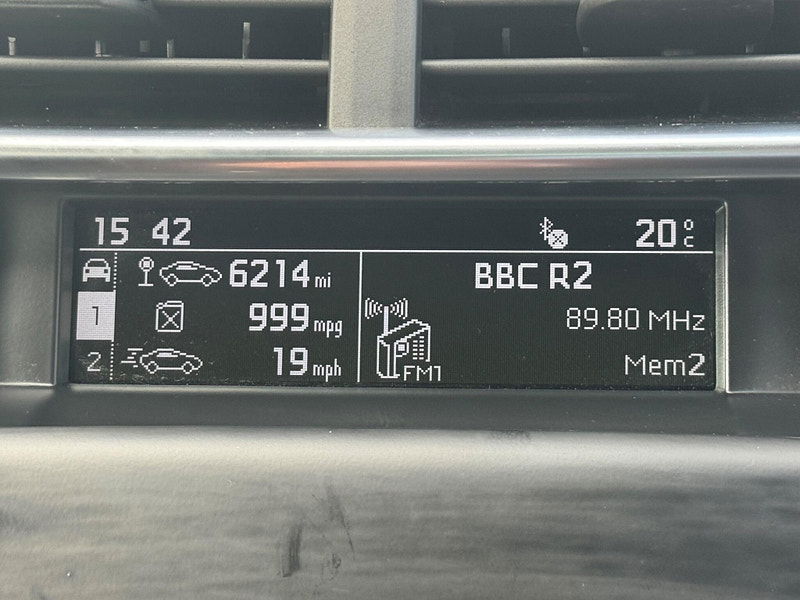 15 42 20°C
6214 mi
1 999 mpg
2 19 mph
BBC R2
89.80 MHz
FM1 Mem2